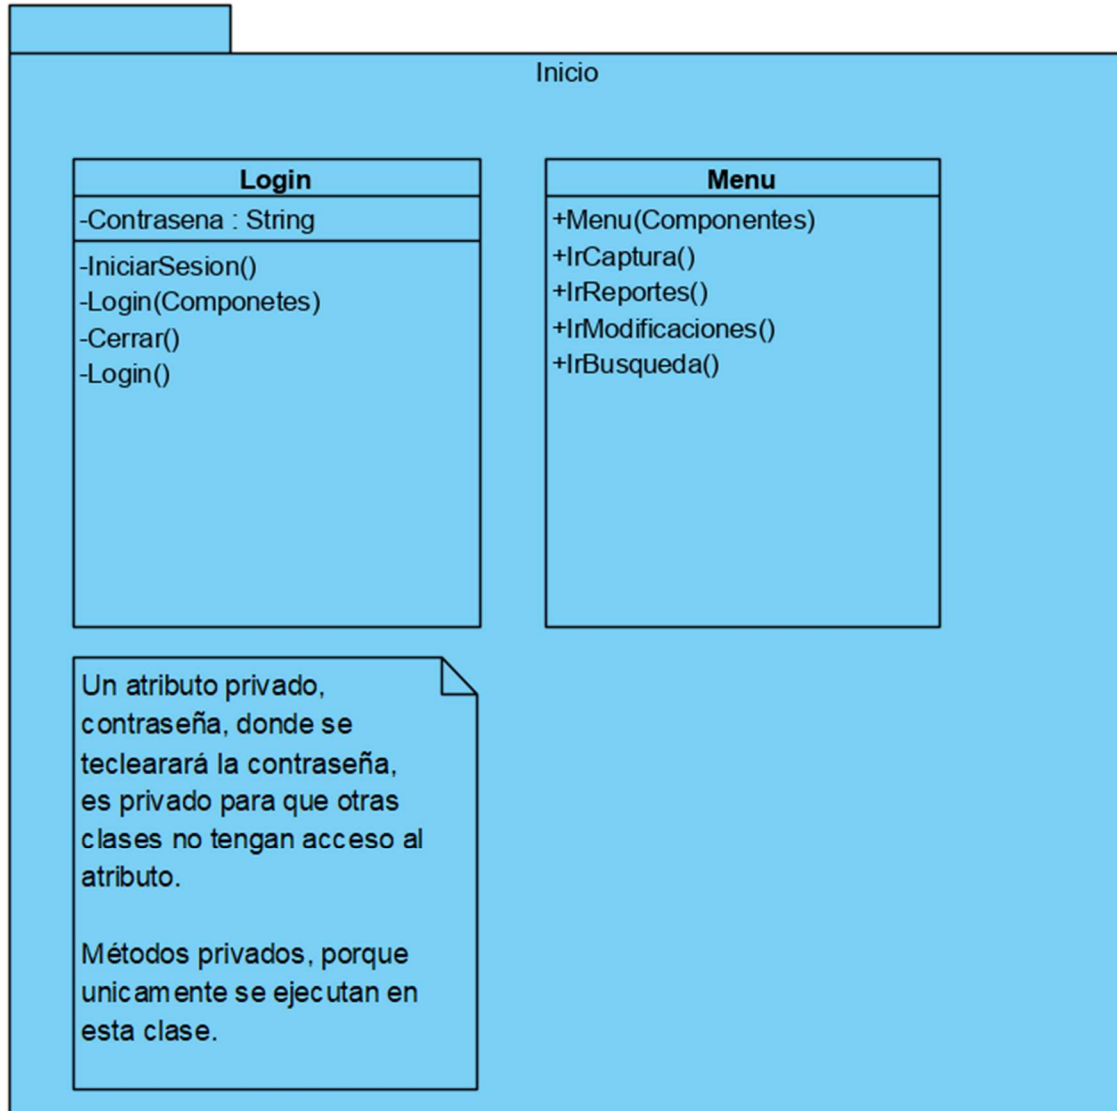 Inicio
Login
-Contrasena : String
-IniciarSesion()
-Login(Componetes)
-Cerrar()
-Login()
Menu
+Menu(Componentes)
+IrCaptura()
+IrReportes()
+IrModificaciones()
+IrBusqueda()
Un atributo privado,
contraseña, donde se
teclearará la contraseña,
es privado para que otras
clases no tengan acceso al
atributo.
Métodos privados, porque
unicamente se ejecutan en
esta clase.